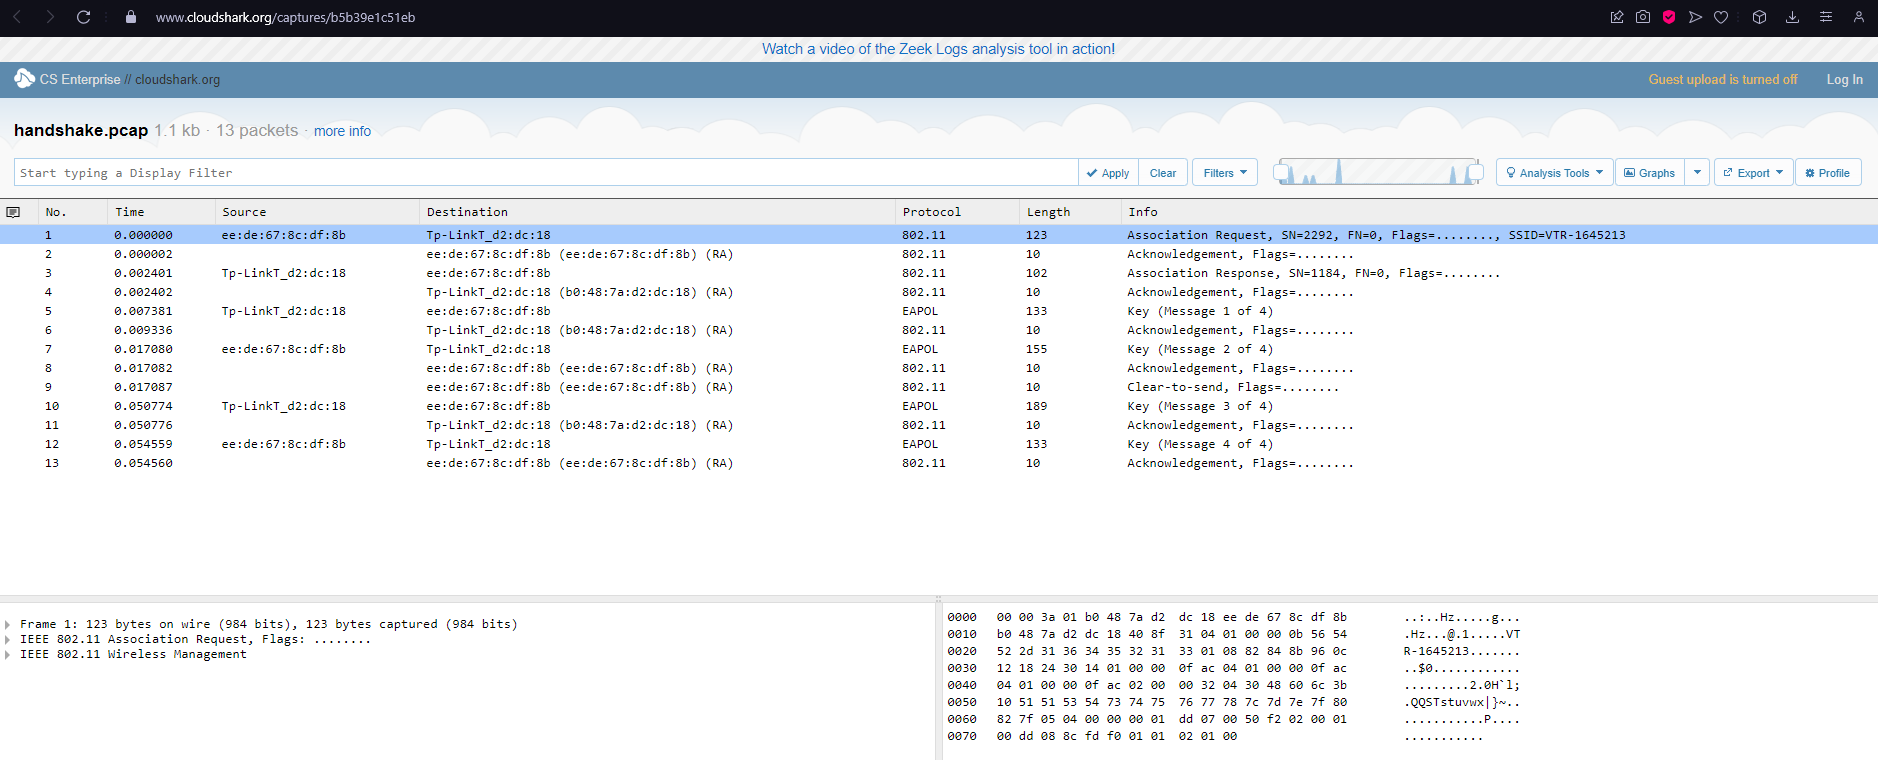 www.cloudshark.org/captures/b5b39e1c51eb
Watch a video of the Zeek Logs analysis tool in action!
CS Enterprise // cloudshark.org Guest upload is turned off Log In
handshake.pcap 1.1 kb · 13 packets · more info
Start typing a Display Filter Apply Clear Filters Analysis Tools Graphs Export Profile
No. Time Source Destination Protocol Length Info
1 0.000000 ee:de:67:8c:df:8b Tp-LinkT_d2:dc:18 802.11 123 Association Request, SN=2292, FN=0, Flags=........, SSID=VTR-1645213
2 0.000002 ee:de:67:8c:df:8b (ee:de:67:8c:df:8b) (RA) 802.11 10 Acknowledgement, Flags=........
3 0.002401 Tp-LinkT_d2:dc:18 ee:de:67:8c:df:8b 802.11 102 Association Response, SN=1184, FN=0, Flags=........
4 0.002402 Tp-LinkT_d2:dc:18 (b0:48:7a:d2:dc:18) (RA) 802.11 10 Acknowledgement, Flags=........
5 0.007381 Tp-LinkT_d2:dc:18 ee:de:67:8c:df:8b EAPOL 133 Key (Message 1 of 4)
6 0.009336 Tp-LinkT_d2:dc:18 (b0:48:7a:d2:dc:18) (RA) 802.11 10 Acknowledgement, Flags=........
7 0.017080 ee:de:67:8c:df:8b Tp-LinkT_d2:dc:18 EAPOL 155 Key (Message 2 of 4)
8 0.017082 ee:de:67:8c:df:8b (ee:de:67:8c:df:8b) (RA) 802.11 10 Acknowledgement, Flags=........
9 0.017087 ee:de:67:8c:df:8b (ee:de:67:8c:df:8b) (RA) 802.11 10 Clear-to-send, Flags=........
10 0.050774 Tp-LinkT_d2:dc:18 ee:de:67:8c:df:8b EAPOL 189 Key (Message 3 of 4)
11 0.050776 Tp-LinkT_d2:dc:18 (b0:48:7a:d2:dc:18) (RA) 802.11 10 Acknowledgement, Flags=........
12 0.054559 ee:de:67:8c:df:8b Tp-LinkT_d2:dc:18 EAPOL 133 Key (Message 4 of 4)
13 0.054560 ee:de:67:8c:df:8b (ee:de:67:8c:df:8b) (RA) 802.11 10 Acknowledgement, Flags=........
Frame 1: 123 bytes on wire (984 bits), 123 bytes captured (984 bits)
IEEE 802.11 Association Request, Flags: ........
IEEE 802.11 Wireless Management
0000 00 00 3a 01 b0 48 7a d2 dc 18 ee de 67 8c df 8b ..:..Hz.....g...
0010 b0 48 7a d2 dc 18 40 8f 31 04 01 00 00 0b 56 54 .Hz...@.1.....VT
0020 52 2d 31 36 34 35 32 31 33 01 08 82 84 8b 96 0c R-1645213.......
0030 12 18 24 30 14 01 00 00 0f ac 04 01 00 00 0f ac ..$0............
0040 04 01 00 00 0f ac 02 00 00 32 04 30 48 60 6c 3b .........2.0H`l;
0050 10 51 51 53 54 73 74 75 76 77 78 7c 7d 7e 7f 80 .QQSTstuvwx|}~..
0060 82 7f 05 04 00 00 00 01 dd 07 00 50 f2 02 00 01 ...........P....
0070 00 dd 08 8c fd f0 01 01 02 01 00 ...........